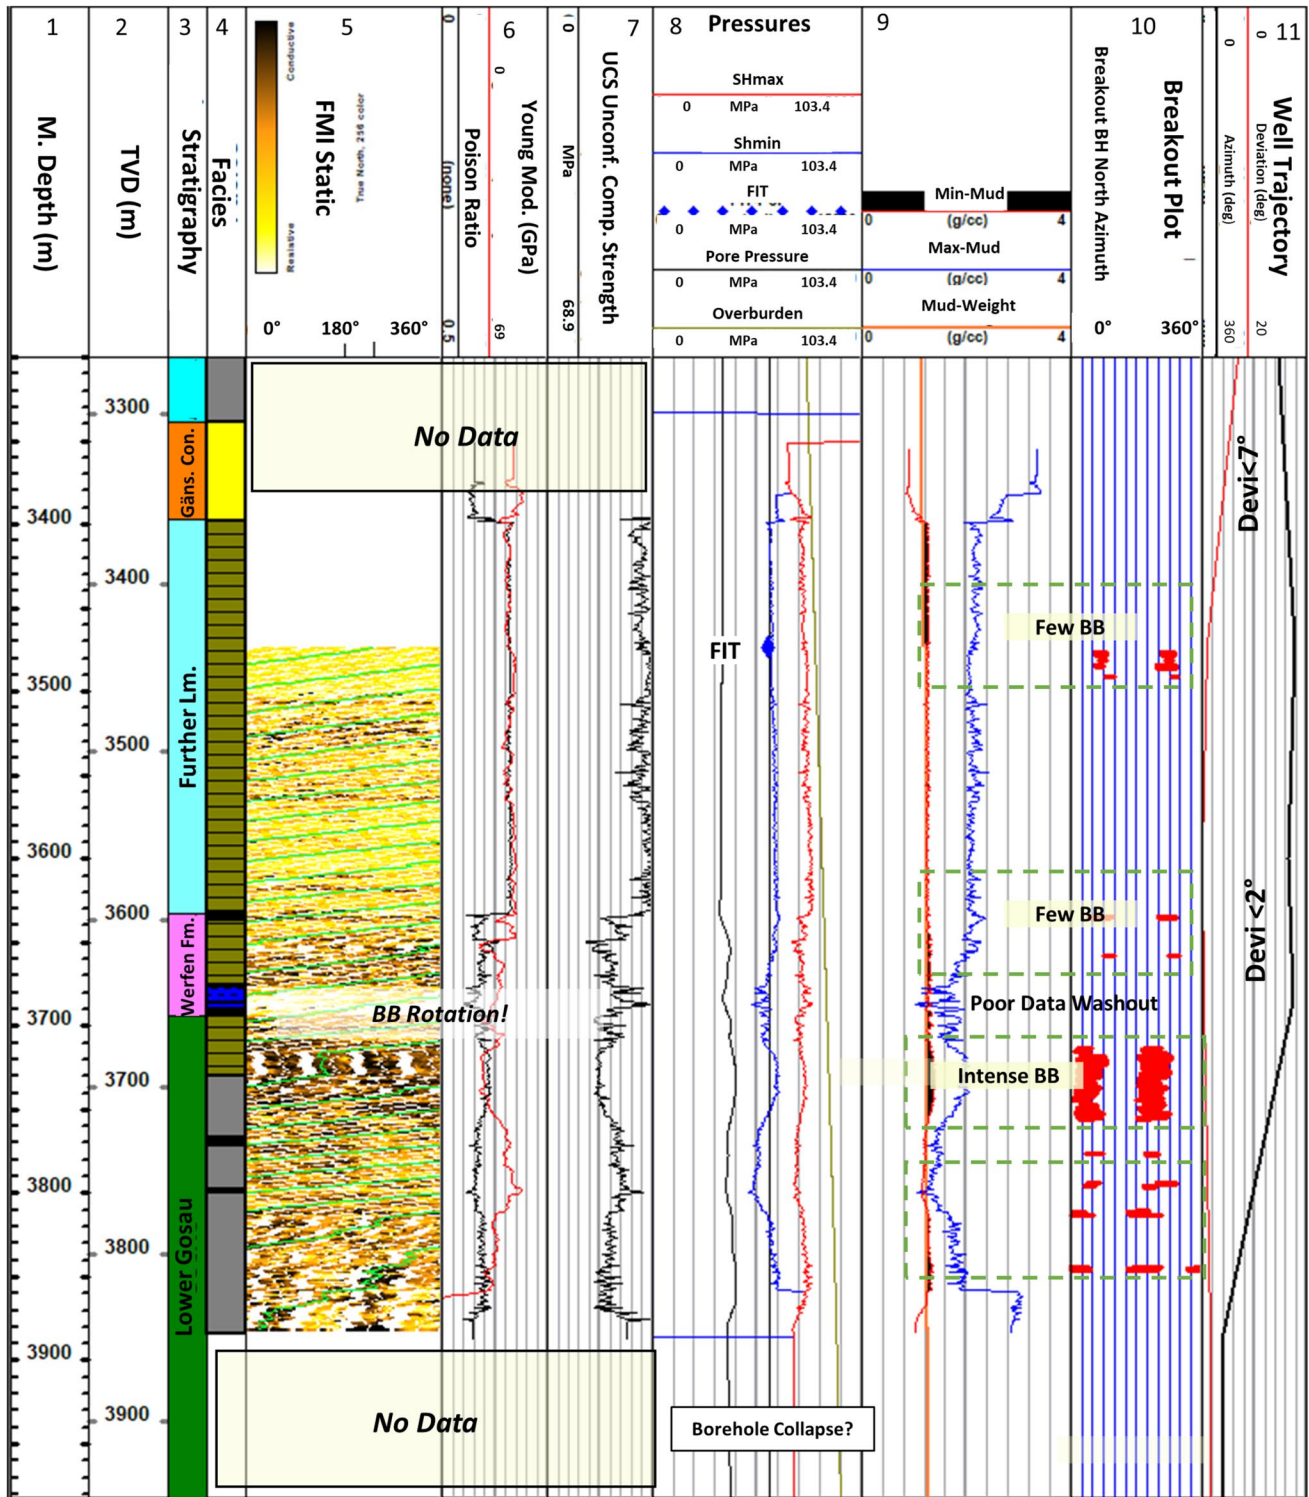 1
2
3
4
5
6
7
8
9
10
11
M. Depth (m)
TVD (m)
Stratigraphy
Facies
Conductive
Resistive
FMI Static
True North, 256 color
0° 180° 360°
0
(none)
0.5
Poison Ratio
0
69
Young Mod. (GPa)
0
MPa
68.9
UCS Unconf. Comp. Strength
Pressures
SHmax
0 MPa 103.4
Shmin
0 MPa 103.4
FIT
0 MPa 103.4
Pore Pressure
0 MPa 103.4
Overburden
0 MPa 103.4
Min-Mud
0 (g/cc) 4
Max-Mud
0 (g/cc) 4
Mud-Weight
0 (g/cc) 4
Breakout BH North Azimuth
Breakout Plot
0° 360°
0
Azimuth (deg)
360
0
Deviation (deg)
20
Well Trajectory
3400
3500
3600
3700
3800
3900
3300
3400
3500
3600
3700
3800
3900
Gäns. Con.
Further Lm.
Werfen Fm.
Lower Gosau
No Data
BB Rotation!
No Data
FIT
Borehole Collapse?
Few BB
Few BB
Poor Data Washout
Intense BB
Devi<7°
Devi <2°